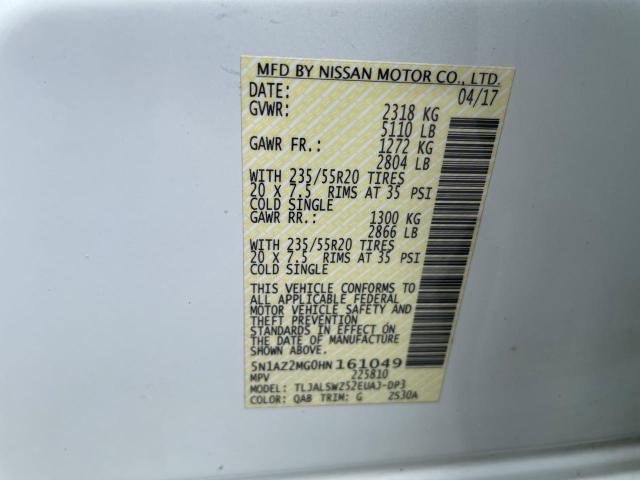 MFD BY NISSAN MOTOR CO., LTD.
DATE: 04/17
GVWR: 2318 KG
5110 LB
GAWR FR.: 1272 KG
2804 LB
WITH 235/55R20 TIRES
20 X 7.5 RIMS AT 35 PSI
COLD SINGLE
GAWR RR.: 1300 KG
2866 LB
WITH 235/55R20 TIRES
20 X 7.5 RIMS AT 35 PSI
COLD SINGLE
THIS VEHICLE CONFORMS TO
ALL APPLICABLE FEDERAL
MOTOR VEHICLE SAFETY AND
THEFT PREVENTION
STANDARDS IN EFFECT ON
THE DATE OF MANUFACTURE
SHOWN ABOVE.
5N1AZ2MG0HN161049
MPV 225810
MODEL: TLJALSWZ52EUAJ-DP3
COLOR: QAB TRIM: G ZS30A